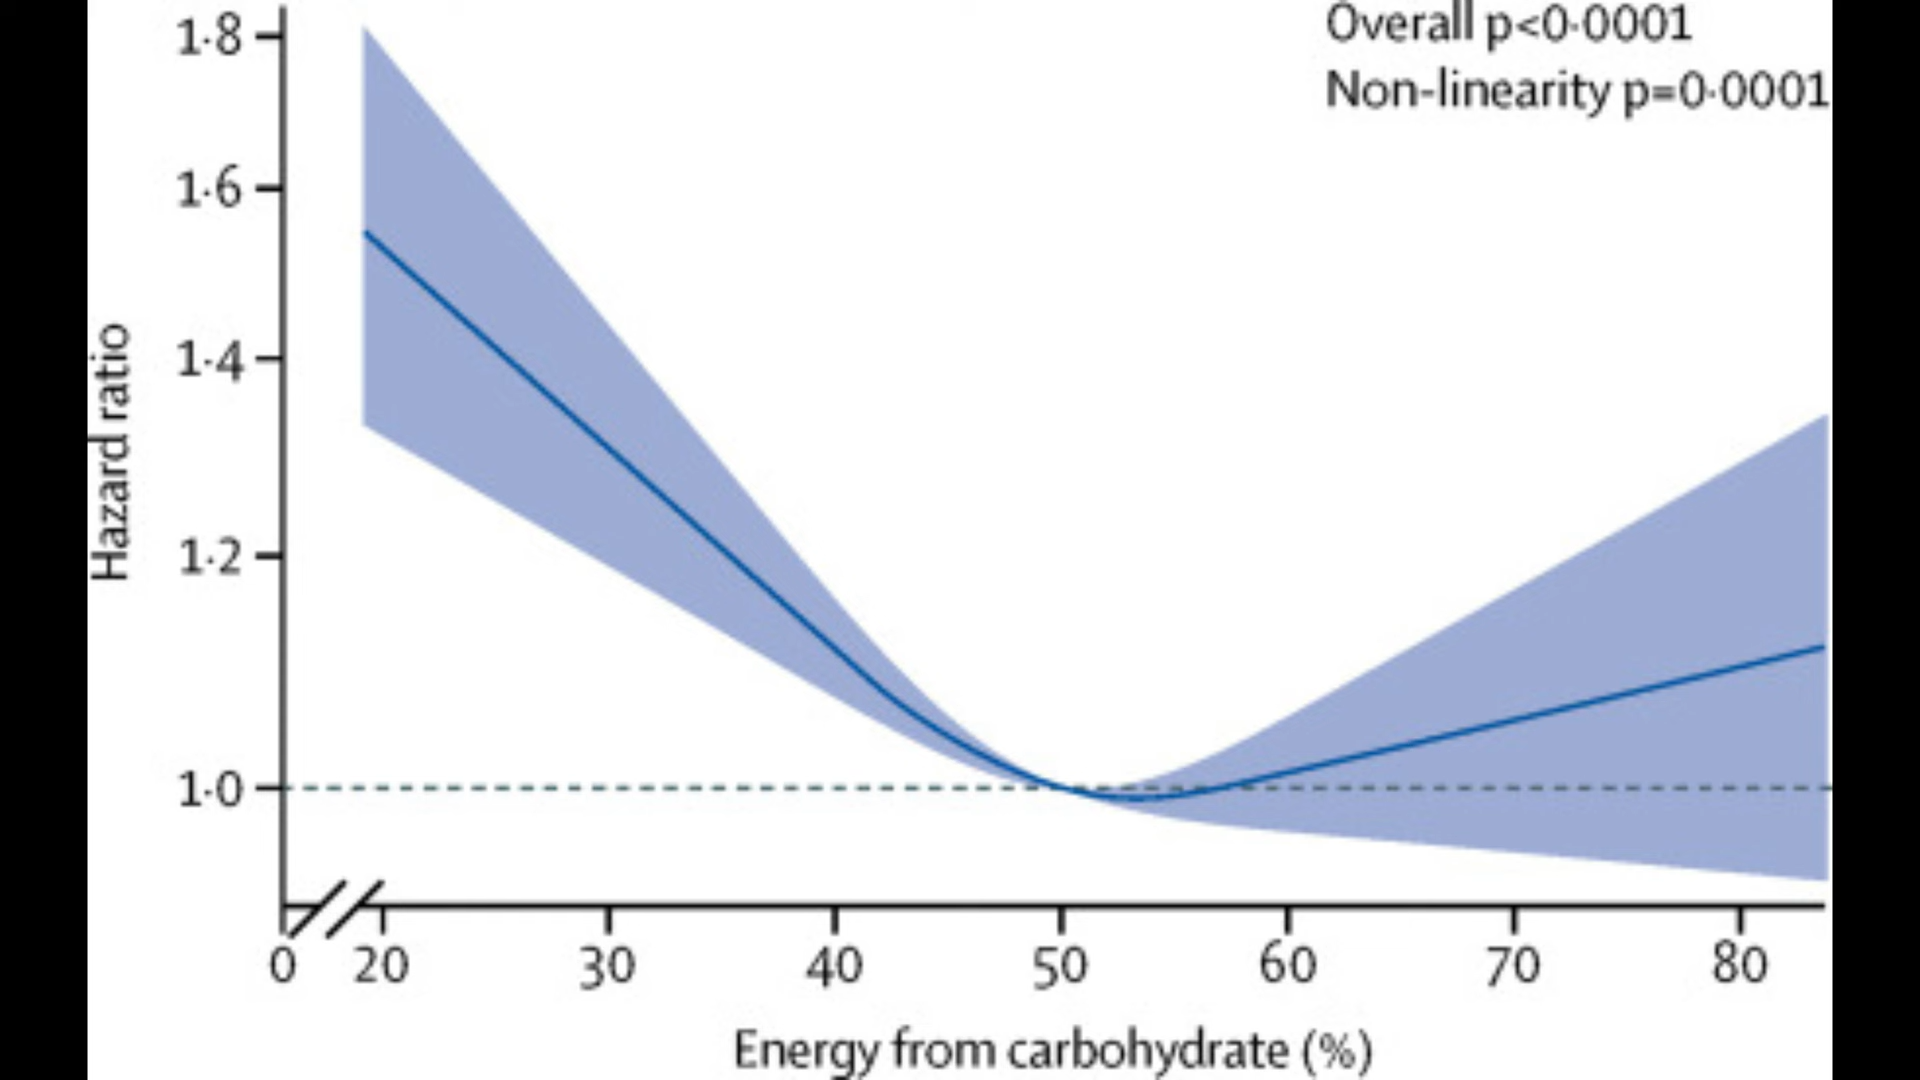 Overall p<0·0001
Non-linearity p=0·0001
1·8
1·6
1·4
1·2
1·0
Hazard ratio
0 20 30 40 50 60 70 80
Energy from carbohydrate (%)